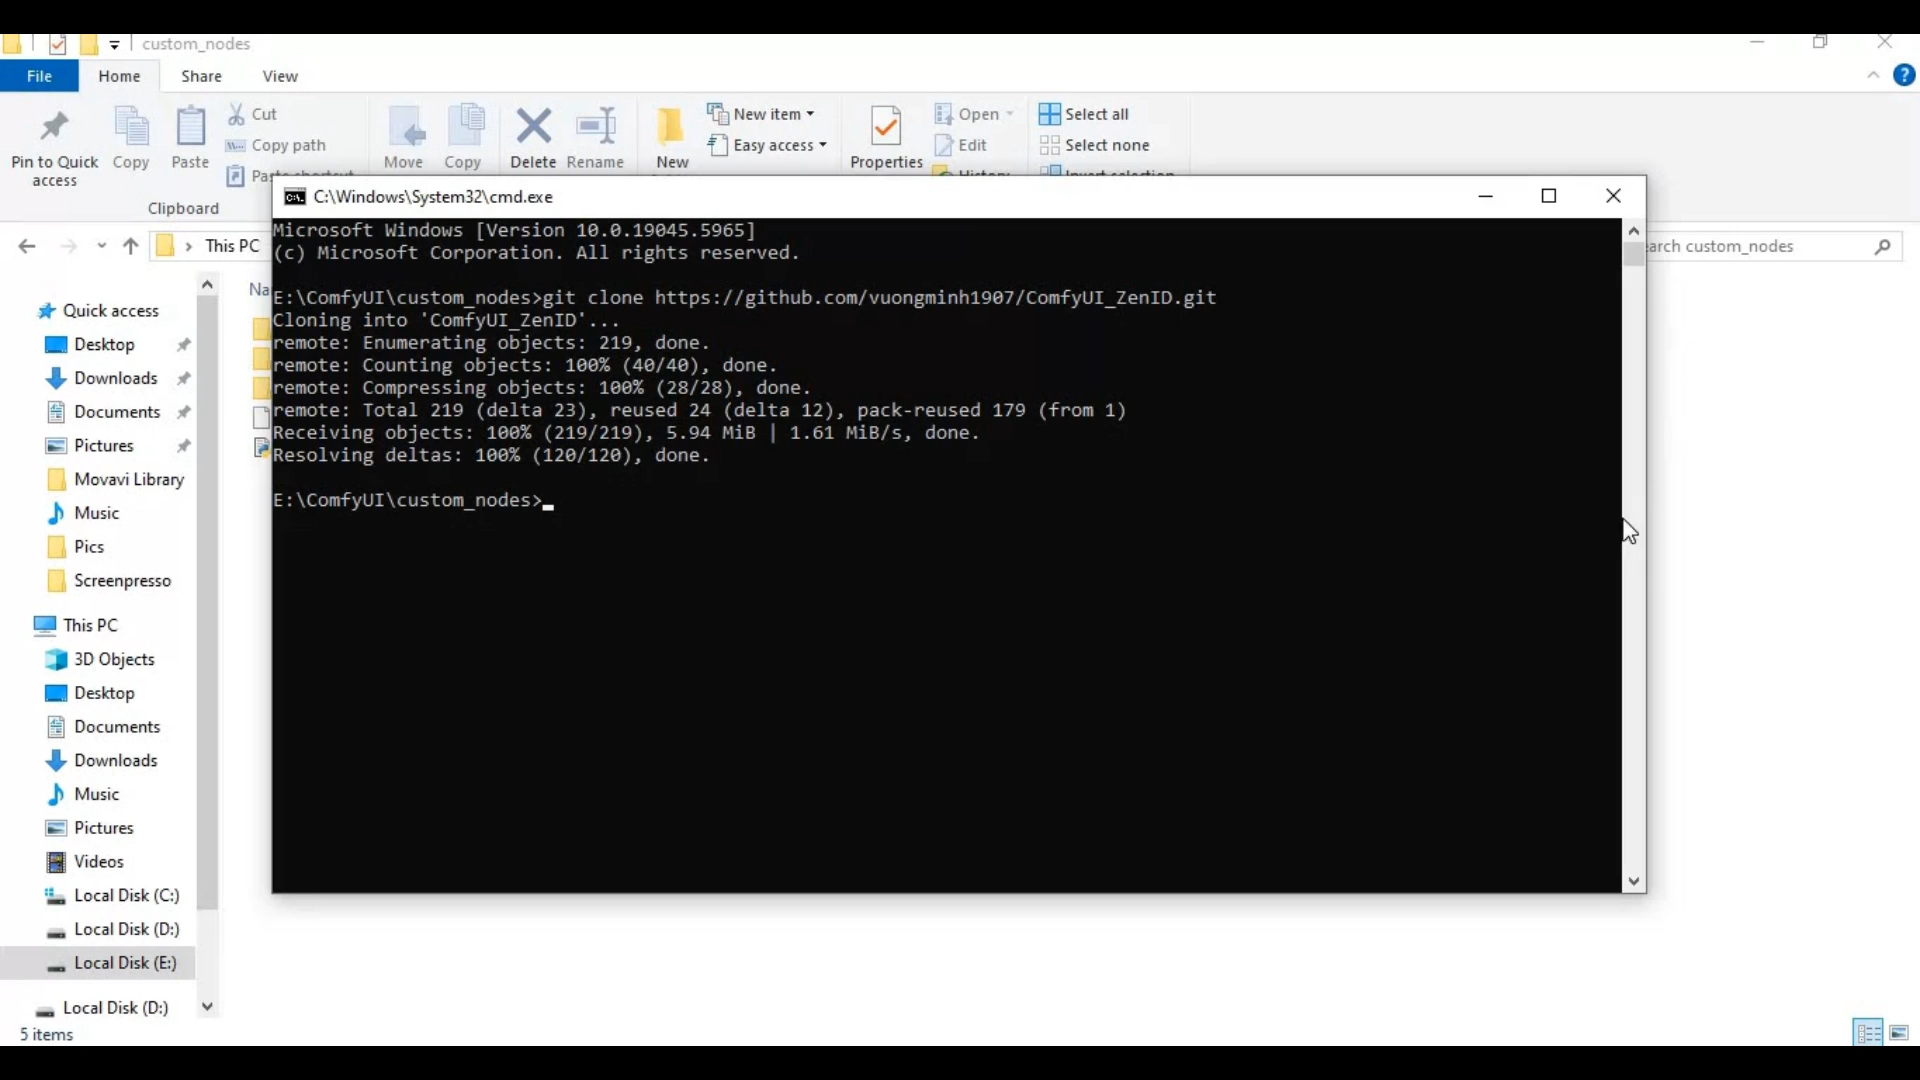 custom_nodes
File Home Share View
Pin to Quick access
Copy
Paste
Cut
Copy path
Paste shortcut
Clipboard
Move
Copy
Delete
Rename
New
New item
Easy access
Properties
Open
Edit
History
Select all
Select none
Invert selection
C:\Windows\System32\cmd.exe
This PC
earch custom_nodes
Na
Microsoft Windows [Version 10.0.19045.5965]
(c) Microsoft Corporation. All rights reserved.
E:\ComfyUI\custom_nodes>git clone https://github.com/vuongminh1907/ComfyUI_ZenID.git
Cloning into 'ComfyUI_ZenID'...
remote: Enumerating objects: 219, done.
remote: Counting objects: 100% (40/40), done.
remote: Compressing objects: 100% (28/28), done.
remote: Total 219 (delta 23), reused 24 (delta 12), pack-reused 179 (from 1)
Receiving objects: 100% (219/219), 5.94 MiB | 1.61 MiB/s, done.
Resolving deltas: 100% (120/120), done.
E:\ComfyUI\custom_nodes>
Quick access
Desktop
Downloads
Documents
Pictures
Movavi Library
Music
Pics
Screenpresso
This PC
3D Objects
Desktop
Documents
Downloads
Music
Pictures
Videos
Local Disk (C:)
Local Disk (D:)
Local Disk (E:)
Local Disk (D:)
5 items